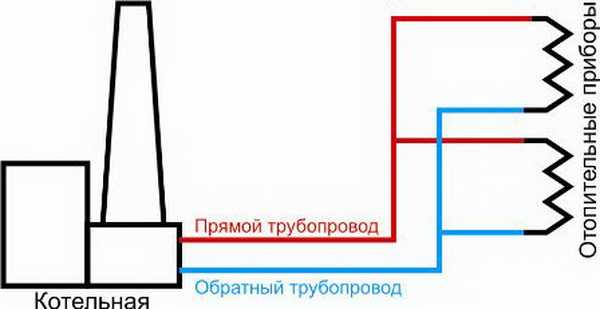 Прямой трубопровод
Обратный трубопровод
Котельная
Отопительные приборы